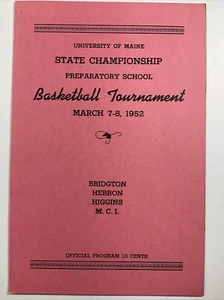 UNIVERSITY OF MAINE
STATE CHAMPIONSHIP
PREPARATORY SCHOOL
Basketball Tournament
MARCH 7-8, 1952
BRIDGTON
HEBRON
HIGGINS
M. C. I.
OFFICIAL PROGRAM 10 CENTS